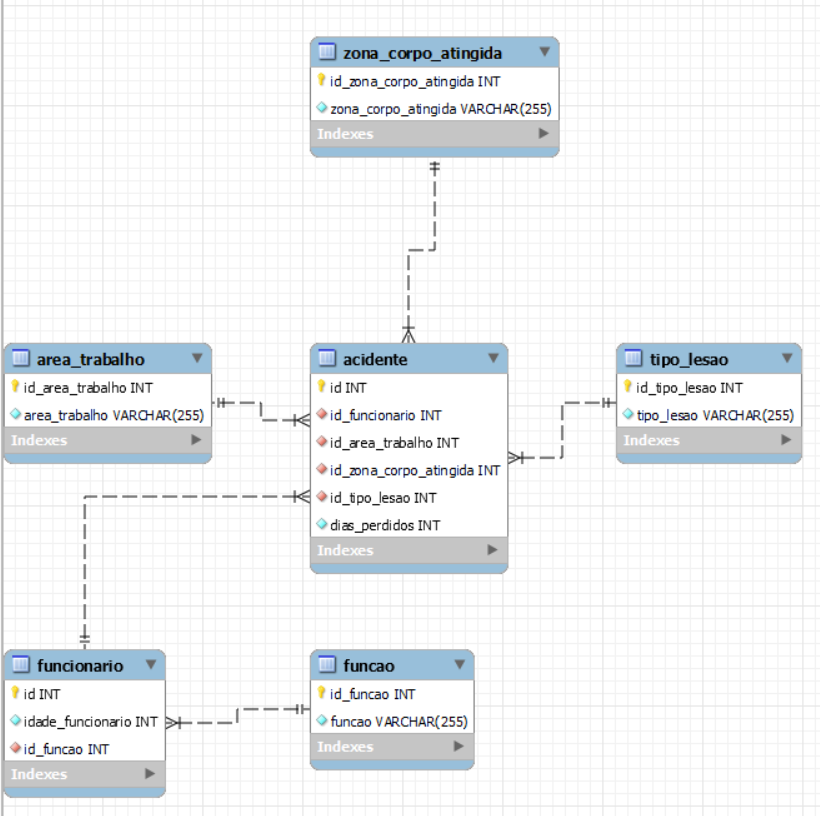 zona_corpo_atingida
id_zona_corpo_atingida INT
zona_corpo_atingida VARCHAR(255)
Indexes
area_trabalho
id_area_trabalho INT
area_trabalho VARCHAR(255)
Indexes
acidente
id INT
id_funcionario INT
id_area_trabalho INT
id_zona_corpo_atingida INT
id_tipo_lesao INT
dias_perdidos INT
Indexes
tipo_lesao
id_tipo_lesao INT
tipo_lesao VARCHAR(255)
Indexes
funcionario
id INT
idade_funcionario INT
id_funcao INT
Indexes
funcao
id_funcao INT
funcao VARCHAR(255)
Indexes